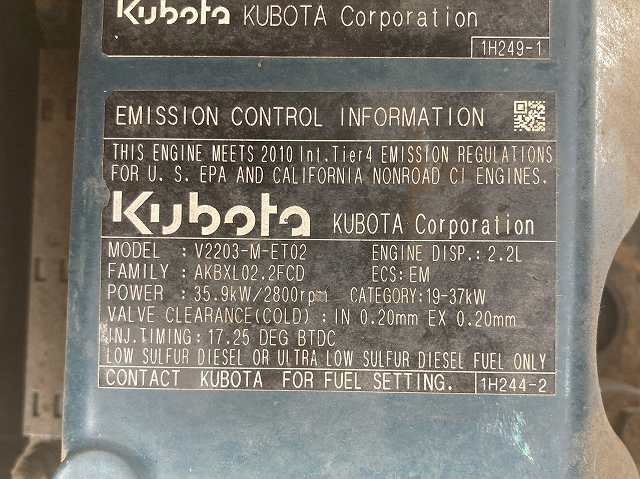 Kubota KUBOTA Corporation
1H249-1
EMISSION CONTROL INFORMATION
THIS ENGINE MEETS 2010 Int.Tier4 EMISSION REGULATIONS
FOR U.S. EPA AND CALIFORNIA NONROAD CI ENGINES.
Kubota KUBOTA Corporation
MODEL : V2203-M-ET02 ENGINE DISP.: 2.2L
FAMILY : AKBXL02.2FCD ECS: EM
POWER : 35.9kW/2800rpm CATEGORY: 19-37kW
VALVE CLEARANCE(COLD) : IN 0.20mm EX 0.20mm
INJ.TIMING: 17.25 DEG BTDC
LOW SULFUR DIESEL OR ULTRA LOW SULFUR DIESEL FUEL ONLY
CONTACT KUBOTA FOR FUEL SETTING. 1H244-2